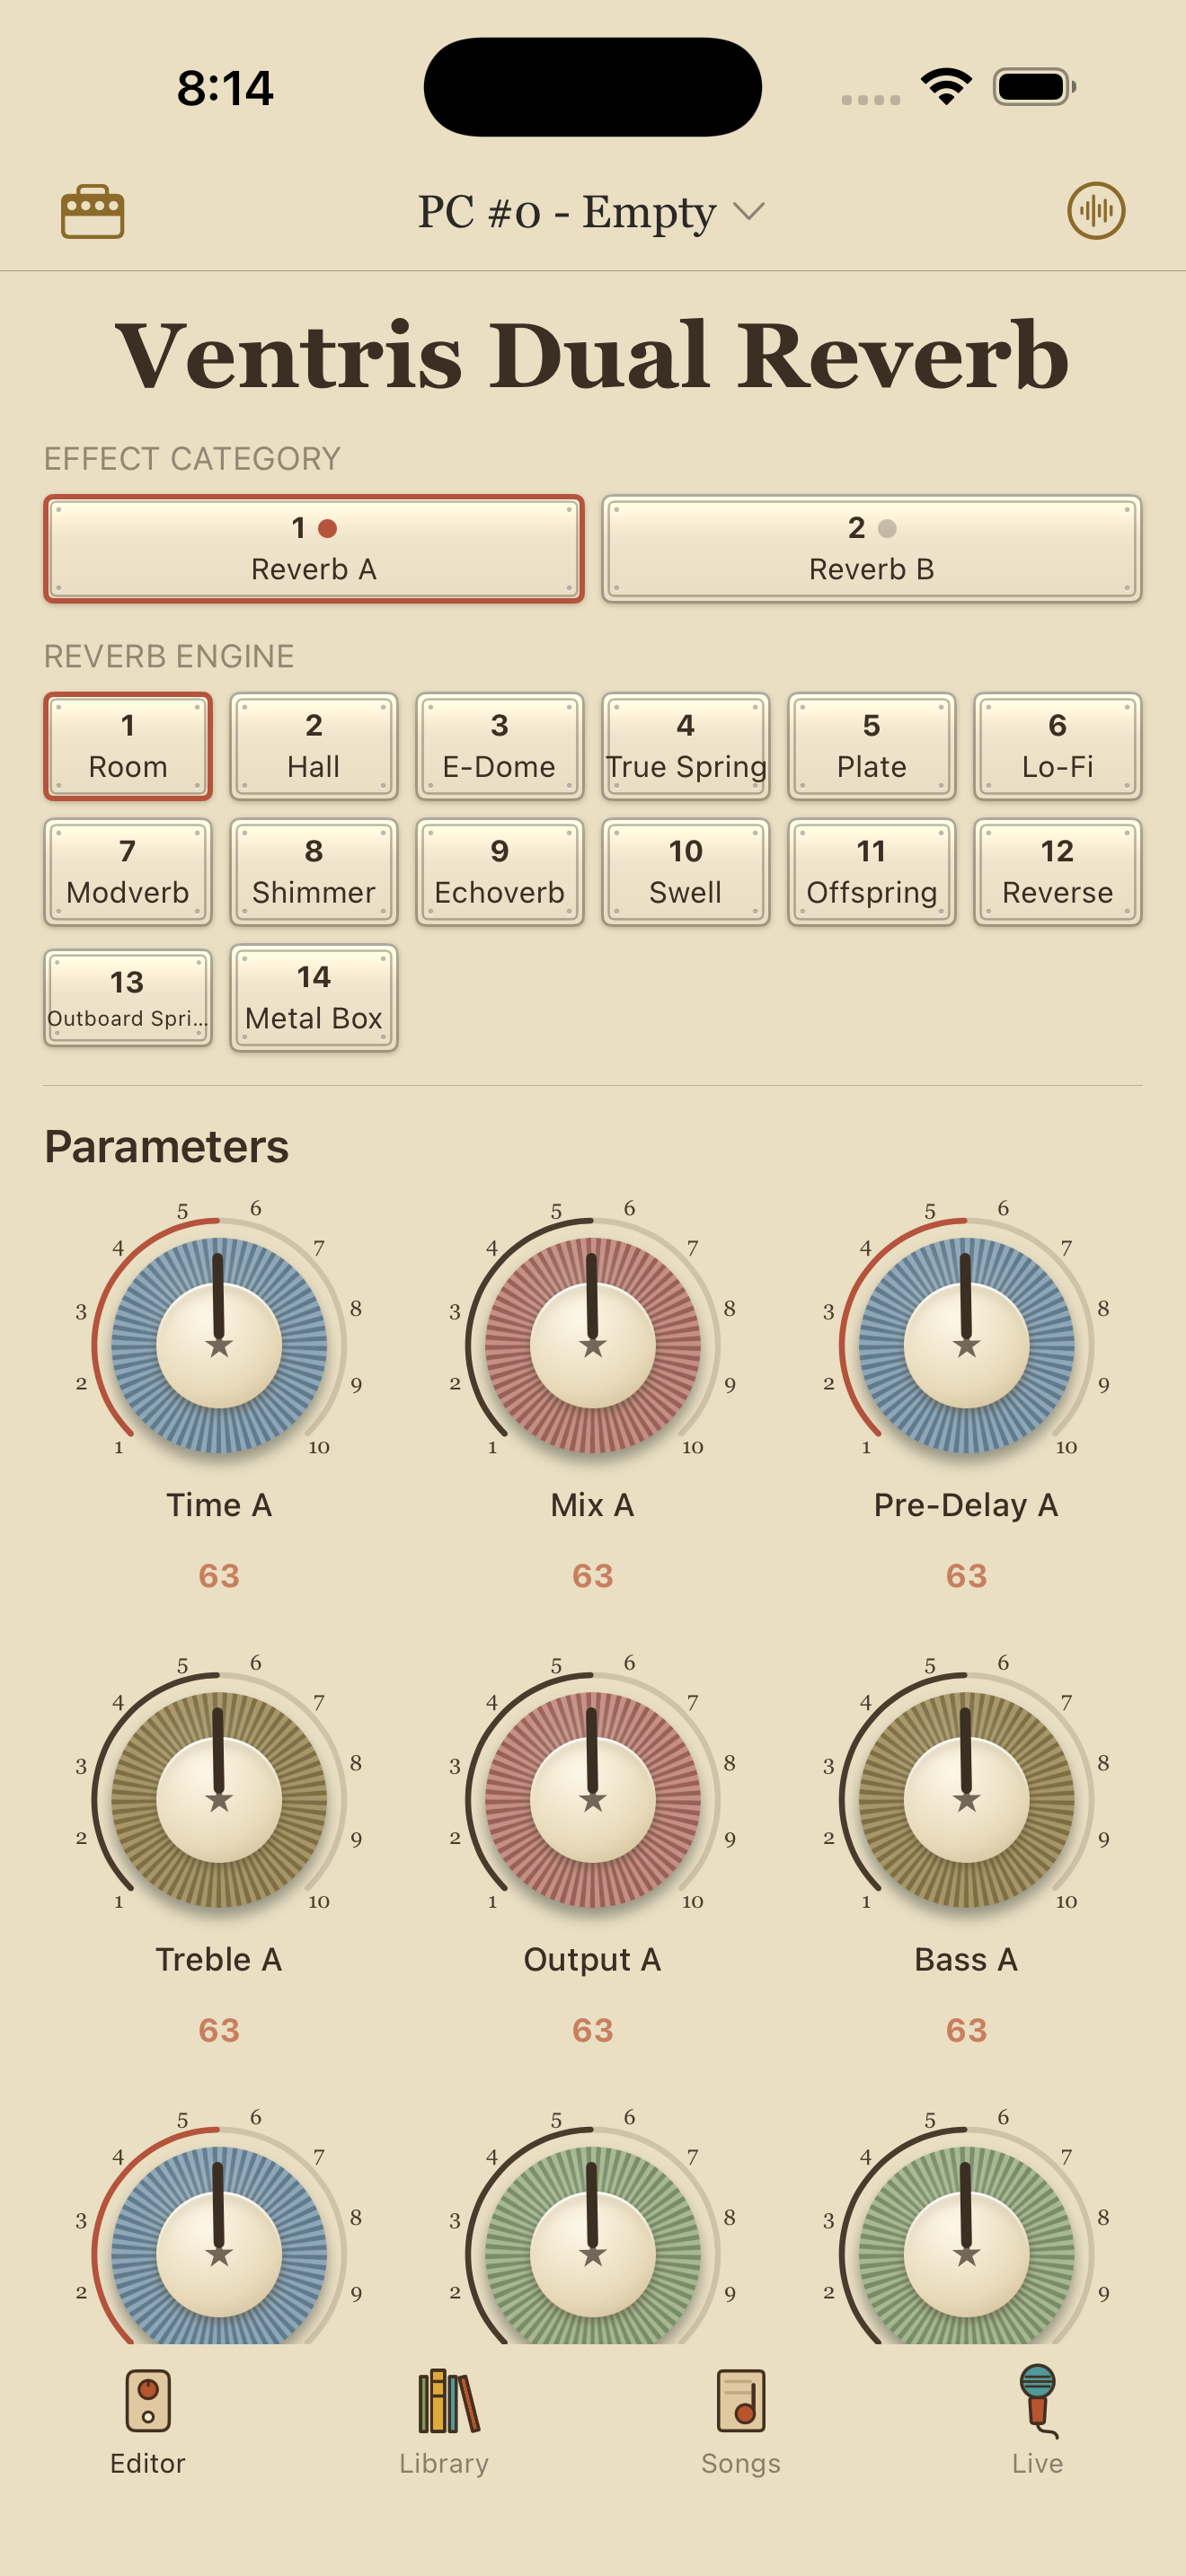 8:14
PC #0 - Empty
Ventris Dual Reverb
EFFECT CATEGORY
1
Reverb A
2
Reverb B
REVERB ENGINE
1
Room
2
Hall
3
E-Dome
4
True Spring
5
Plate
6
Lo-Fi
7
Modverb
8
Shimmer
9
Echoverb
10
Swell
11
Offspring
12
Reverse
13
Outboard Spri...
14
Metal Box
Parameters
1 2 3 4 5 6 7 8 9 10
Time A
63
1 2 3 4 5 6 7 8 9 10
Mix A
63
1 2 3 4 5 6 7 8 9 10
Pre-Delay A
63
1 2 3 4 5 6 7 8 9 10
Treble A
63
1 2 3 4 5 6 7 8 9 10
Output A
63
1 2 3 4 5 6 7 8 9 10
Bass A
63
2 3 4 5 6 7 8 9
2 3 4 5 6 7 8 9
2 3 4 5 6 7 8 9
Editor
Library
Songs
Live